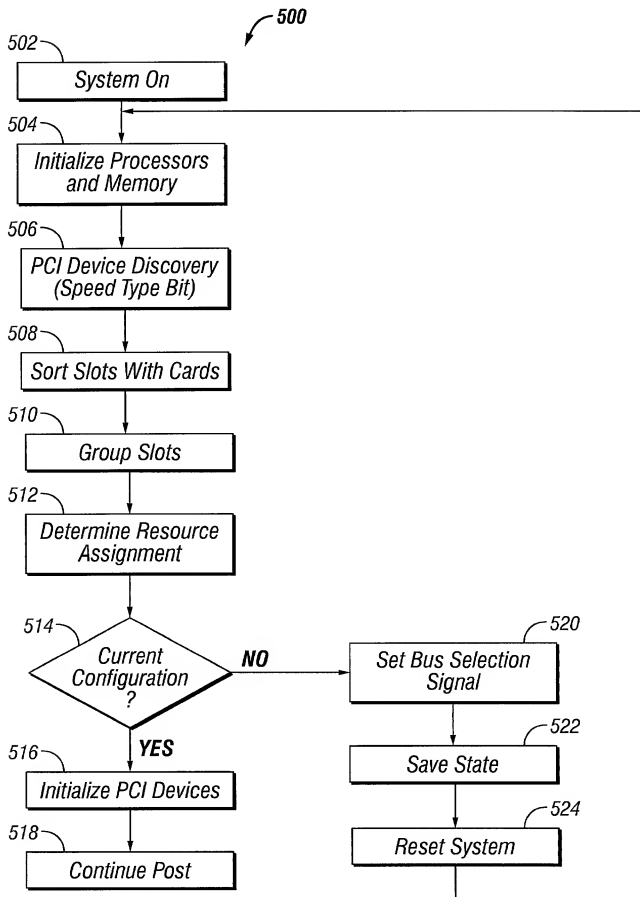 500
502
System On
504
Initialize Processors
and Memory
506
PCI Device Discovery
(Speed Type Bit)
508
Sort Slots With Cards
510
Group Slots
512
Determine Resource
Assignment
514
Current
Configuration
?
NO
YES
516
Initialize PCI Devices
518
Continue Post
520
Set Bus Selection
Signal
522
Save State
524
Reset System